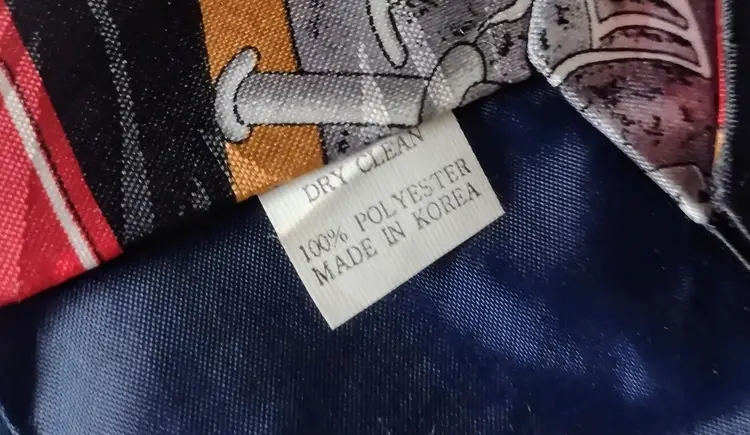 DRY CLEAN
100% POLYESTER
MADE IN KOREA